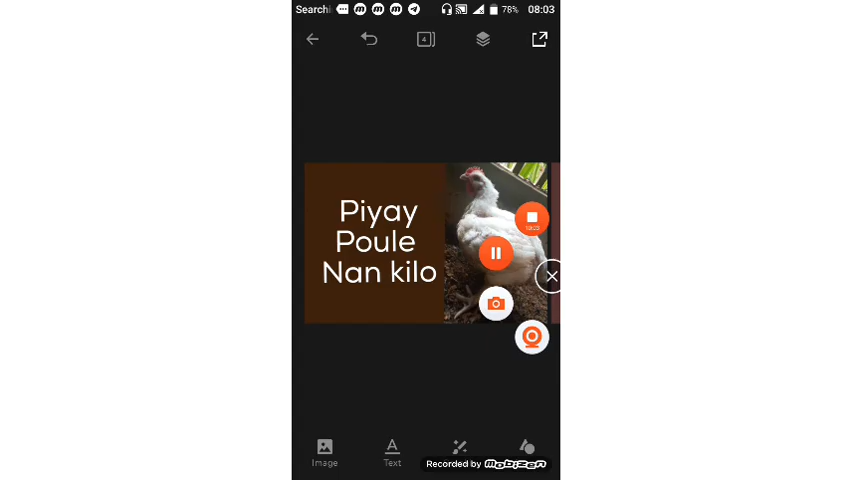 Searchi
78%
08:03
4
Piyay
Poule
Nan kilo
Image
Text
Recorded by mobizen